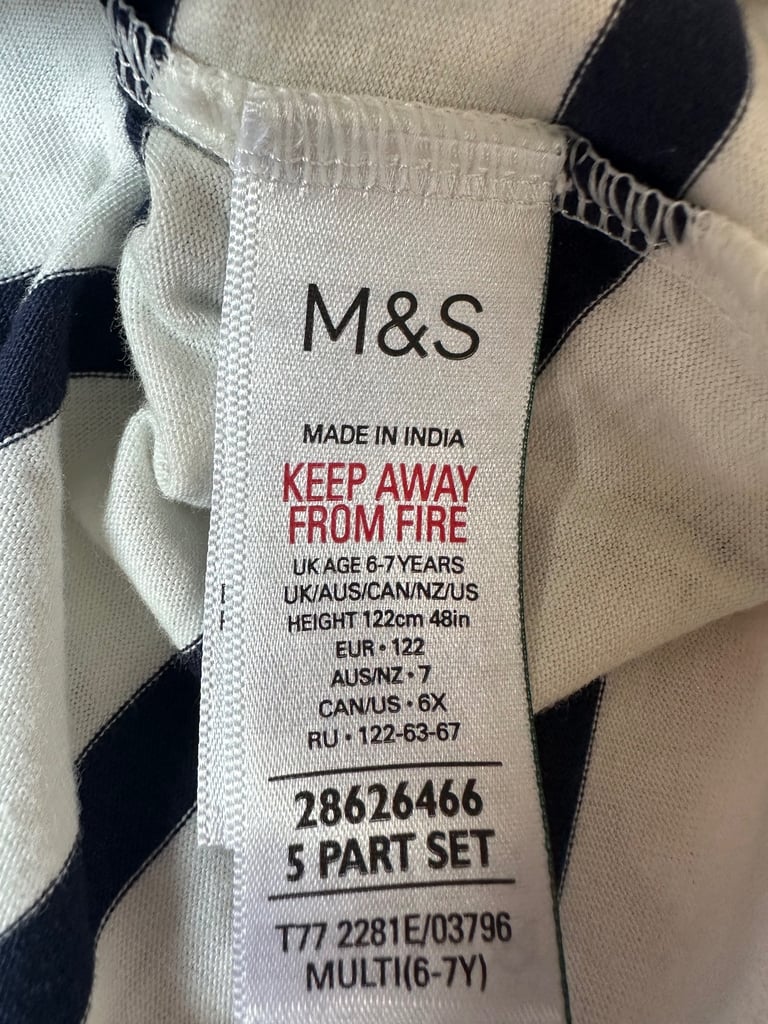 M&S
MADE IN INDIA
KEEP AWAY
FROM FIRE
UK AGE 6-7 YEARS
UK/AUS/CAN/NZ/US
HEIGHT 122cm 48in
EUR • 122
AUS/NZ • 7
CAN/US • 6X
RU • 122-63-67
28626466
5 PART SET
T77 2281E/03796
MULTI(6-7Y)